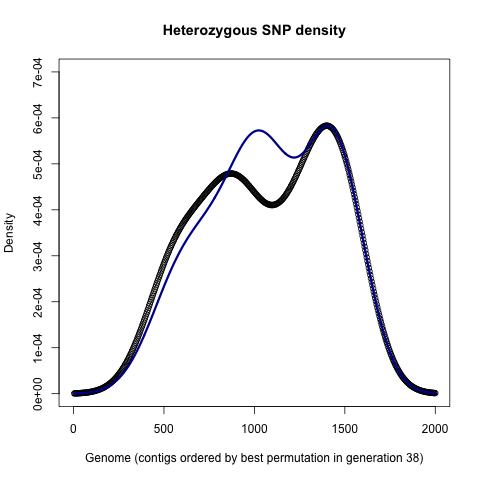 Heterozygous SNP density
Density
7e-04
6e-04
5e-04
4e-04
3e-04
2e-04
1e-04
0e+00
0 500 1000 1500 2000
Genome (contigs ordered by best permutation in generation 38)